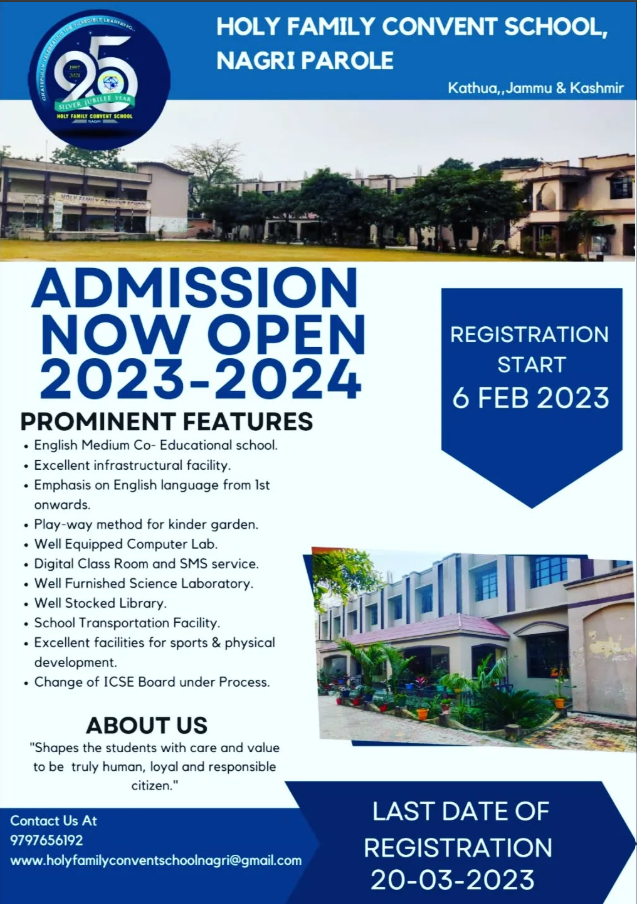 HOLY FAMILY CONVENT SCHOOL,
NAGRI PAROLE
Kathua,,Jammu & Kashmir
25
1997
SILVER JUBILEE YEAR
HOLY FAMILY CONVENT SCHOOL
ADMISSION
NOW OPEN
2023-2024
REGISTRATION
START
6 FEB 2023
PROMINENT FEATURES
• English Medium Co- Educational school.
• Excellent infrastructural facility.
• Emphasis on English language from 1st
onwards.
• Play-way method for kinder garden.
• Well Equipped Computer Lab.
• Digital Class Room and SMS service.
• Well Furnished Science Laboratory.
• Well Stocked Library.
• School Transportation Facility.
• Excellent facilities for sports & physical
development.
• Change of ICSE Board under Process.
ABOUT US
"Shapes the students with care and value
to be truly human, loyal and responsible
citizen."
Contact Us At
9797656192
www.holyfamilyconventschoolnagri@gmail.com
LAST DATE OF
REGISTRATION
20-03-2023